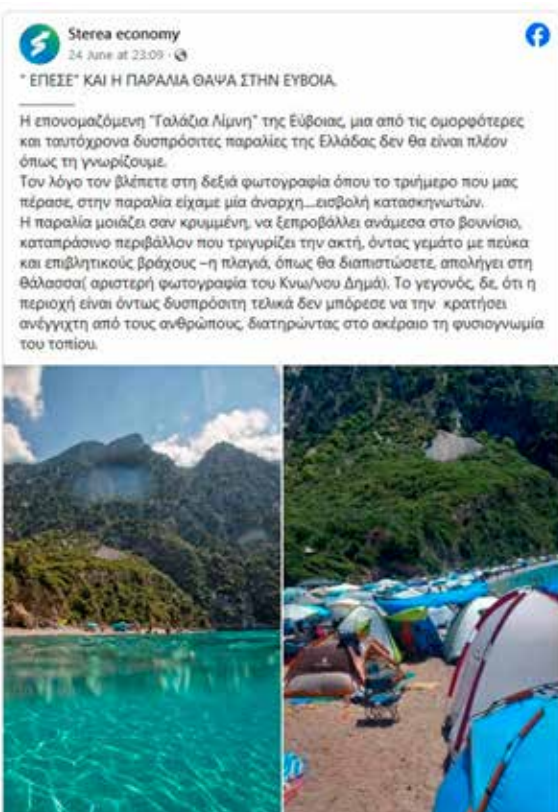 Sterea economy
24 June at 23:09 ·
" ΕΠΕΣΕ" ΚΑΙ Η ΠΑΡΑΛΙΑ ΘΑΨΑ ΣΤΗΝ ΕΥΒΟΙΑ.
Η επονομαζόμενη "Γαλάζια Λίμνη" της Εύβοιας, μια από τις ομορφότερες
και ταυτόχρονα δυσπρόσιτες παραλίες της Ελλάδας δεν θα είναι πλέον
όπως τη γνωρίζουμε.
Τον λόγο τον βλέπετε στη δεξιά φωτογραφία όπου το τριήμερο που μας
πέρασε, στην παραλία είχαμε μία άναρχη....εισβολή κατασκηνωτών.
Η παραλία μοιάζει σαν κρυμμένη, να ξεπροβάλλει ανάμεσα στο βουνίσιο,
καταπράσινο περιβάλλον που τριγυρίζει την ακτή, όντας γεμάτο με πεύκα
και επιβλητικούς βράχους –η πλαγιά, όπως θα διαπιστώσετε, απολήγει στη
θάλασσα( αριστερή φωτογραφία του Κνω/νου Δημά). Το γεγονός, δε, ότι η
περιοχή είναι όντως δυσπρόσιτη τελικά δεν μπόρεσε να την κρατήσει
ανέγγιχτη από τους ανθρώπους, διατηρώντας στο ακέραιο τη φυσιογνωμία
του τοπίου.